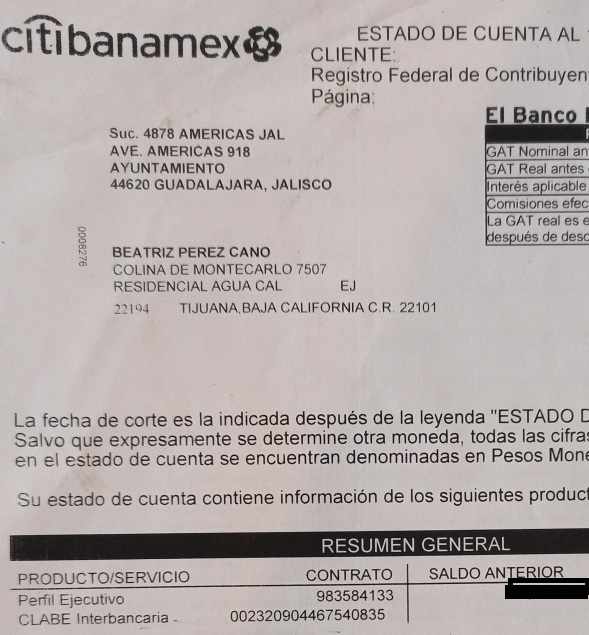 citibanamex
ESTADO DE CUENTA AL
CLIENTE:
Registro Federal de Contribuyen
Página:
El Banco
Suc. 4878 AMERICAS JAL
AVE. AMERICAS 918
AYUNTAMIENTO
44620 GUADALAJARA, JALISCO
GAT Nominal an
GAT Real antes
Interés aplicable
Comisiones efec
La GAT real es e
después de desc
0008276
BEATRIZ PEREZ CANO
COLINA DE MONTECARLO 7507
RESIDENCIAL AGUA CAL EJ
22194 TIJUANA,BAJA CALIFORNIA C.R. 22101
La fecha de corte es la indicada después de la leyenda "ESTADO D
Salvo que expresamente se determine otra moneda, todas las cifras
en el estado de cuenta se encuentran denominadas en Pesos Mone
Su estado de cuenta contiene información de los siguientes product
RESUMEN GENERAL
PRODUCTO/SERVICIO CONTRATO SALDO ANTERIOR
Perfil Ejecutivo 983584133
CLABE Interbancaria - 002320904467540835